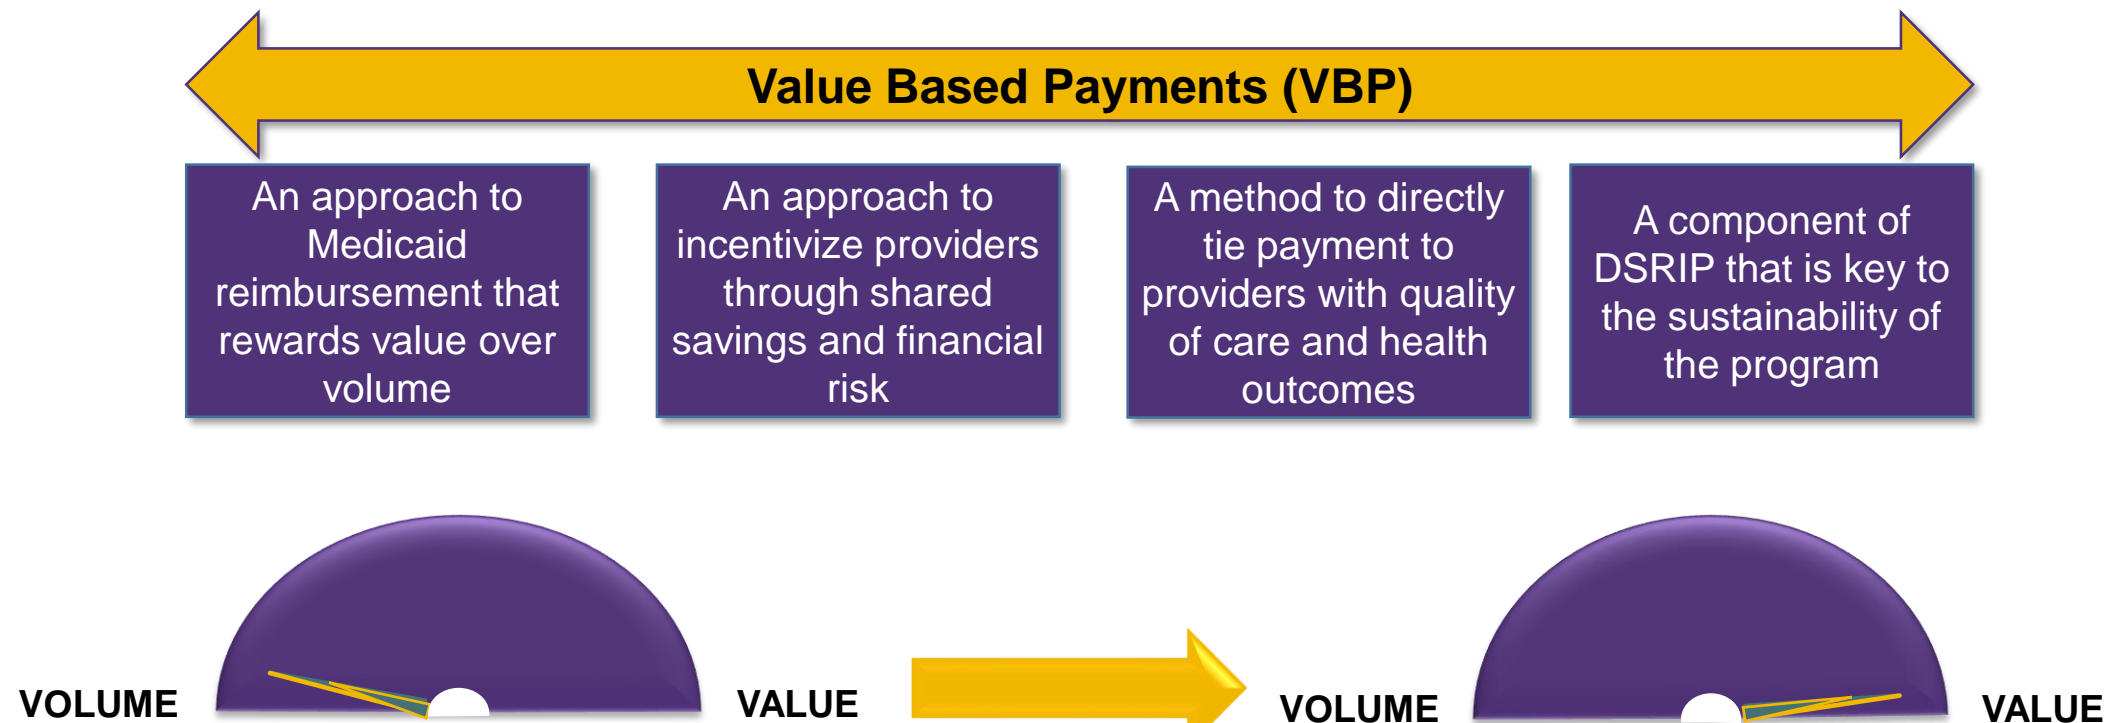 Value Based Payments (VBP)
An approach to
Medicaid
reimbursement that
rewards value over
volume
An approach to
incentivize providers
through shared
savings and financial
risk
A method to directly
tie payment to
providers with quality
of care and health
outcomes
A component of
DSRIP that is key to
the sustainability of
the program
VOLUME
VALUE
VOLUME
VALUE